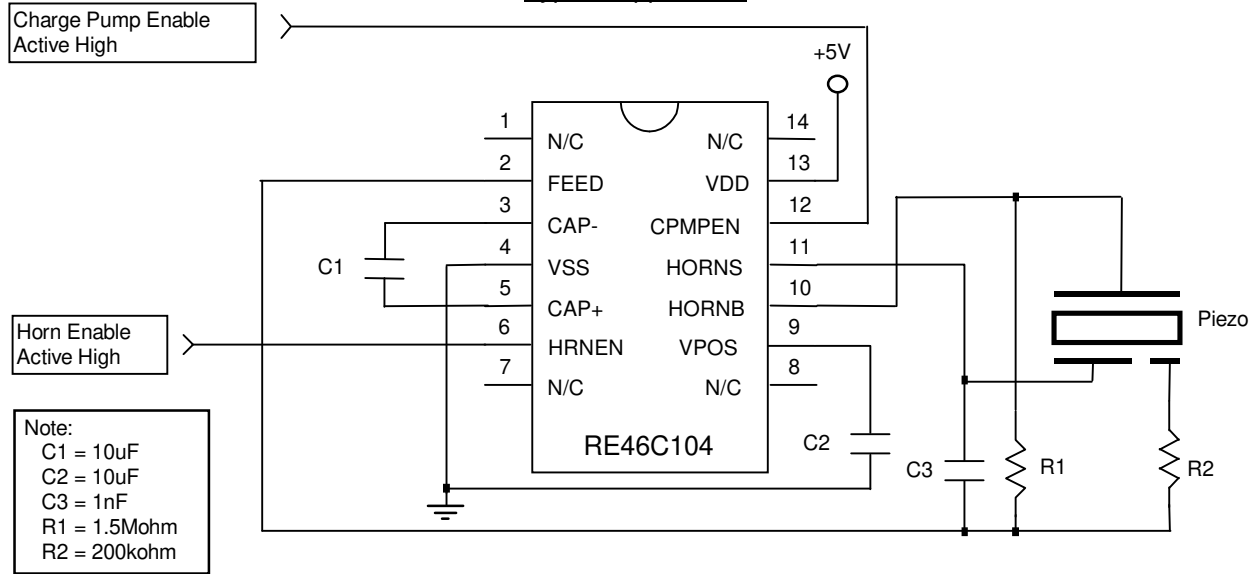 Charge Pump Enable
Active High
+5V
1
N/C
N/C
14
2
FEED
VDD
13
3
CAP-
CPMPEN
12
4
VSS
HORNS
11
5
CAP+
HORNB
10
6
HRNEN
VPOS
9
7
N/C
N/C
8
RE46C104
C1
Horn Enable
Active High
Piezo
C2
C3
R1
R2
Note:
C1 = 10uF
C2 = 10uF
C3 = 1nF
R1 = 1.5Mohm
R2 = 200kohm